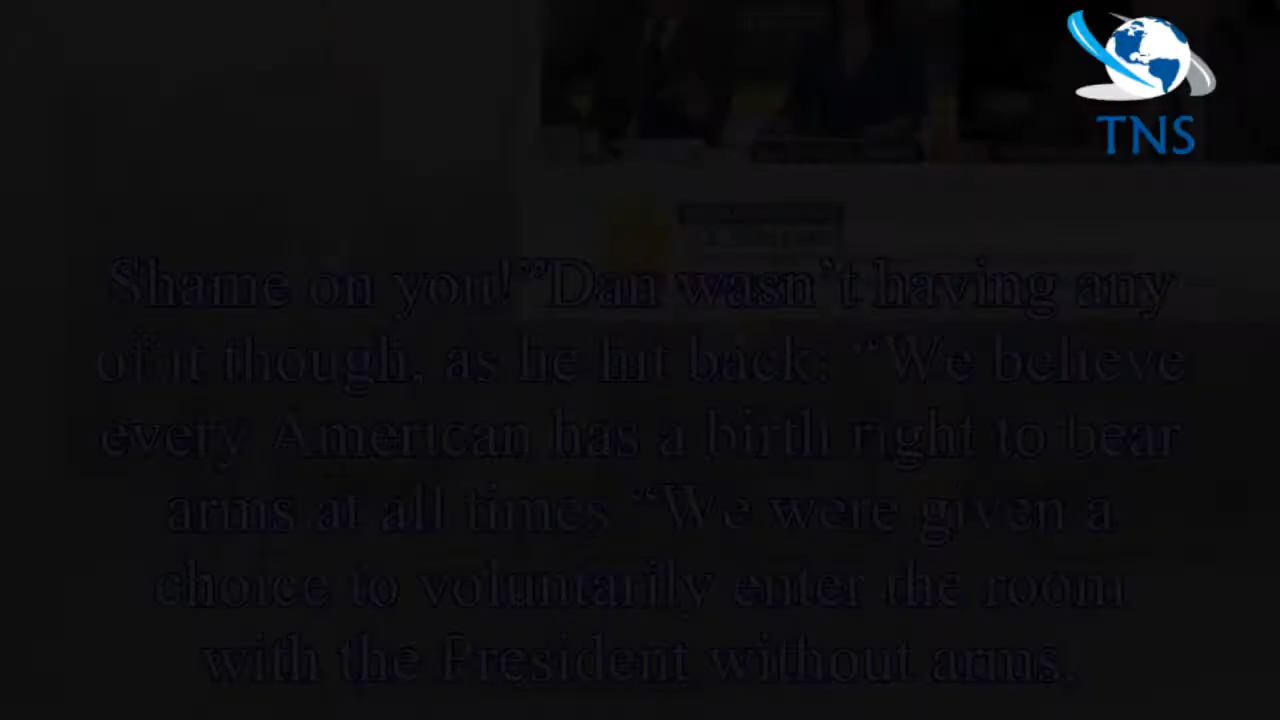 TNS
Shame on you!”Dan wasn’t having any
of it though, as he hit back: “We believe
every American has a birth right to bear
arms at all times “We were given a
choice to voluntarily enter the room
with the President without arms.